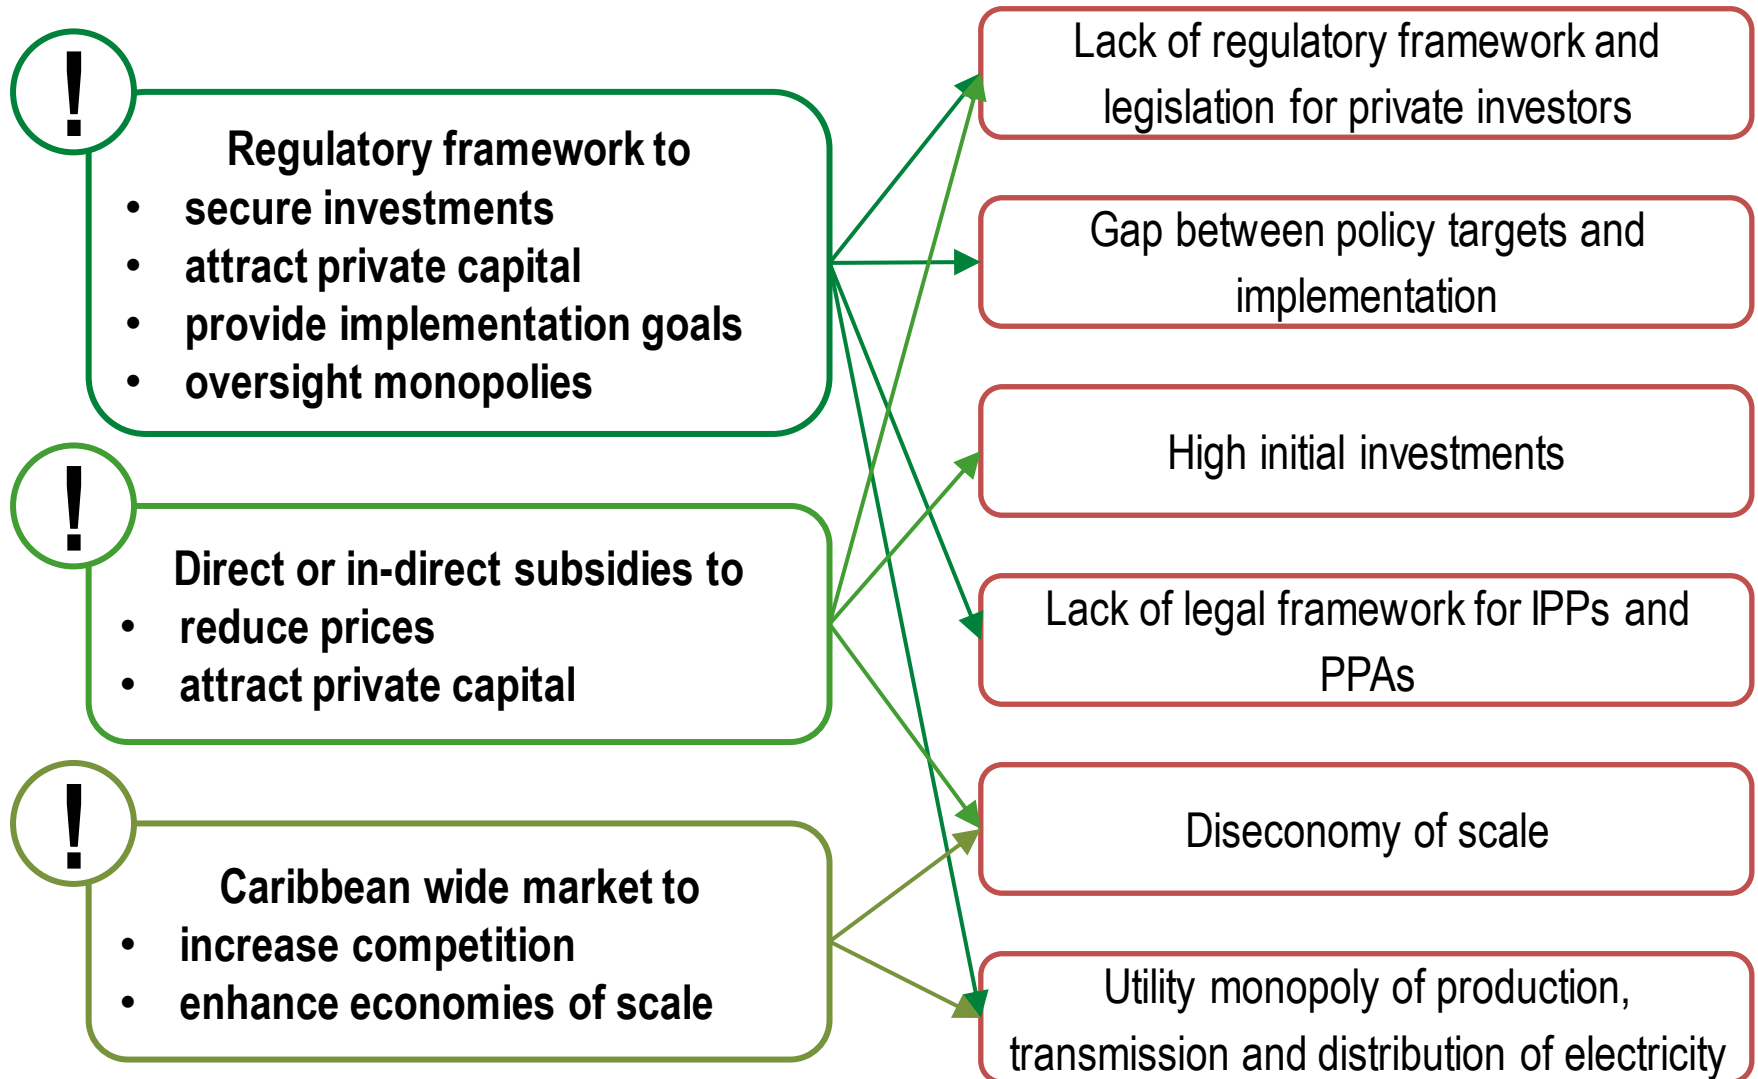 !
Regulatory framework to
• secure investments
• attract private capital
• provide implementation goals
• oversight monopolies
!
Direct or in-direct subsidies to
• reduce prices
• attract private capital
!
Caribbean wide market to
• increase competition
• enhance economies of scale
Lack of regulatory framework and
legislation for private investors
Gap between policy targets and
implementation
High initial investments
Lack of legal framework for IPPs and
PPAs
Diseconomy of scale
Utility monopoly of production,
transmission and distribution of electricity